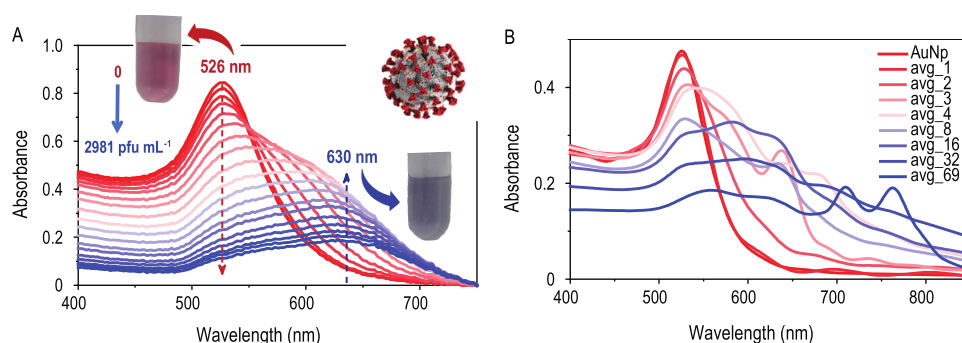 A
Absorbance
1.0
0.8
0.6
0.4
0.2
0
0
2981 pfu mL⁻¹
526 nm
630 nm
400 500 600 700
Wavelength (nm)
B
Absorbance
0.4
0.2
0
AuNp
avg_1
avg_2
avg_3
avg_4
avg_8
avg_16
avg_32
avg_69
400 500 600 700 800
Wavelength (nm)